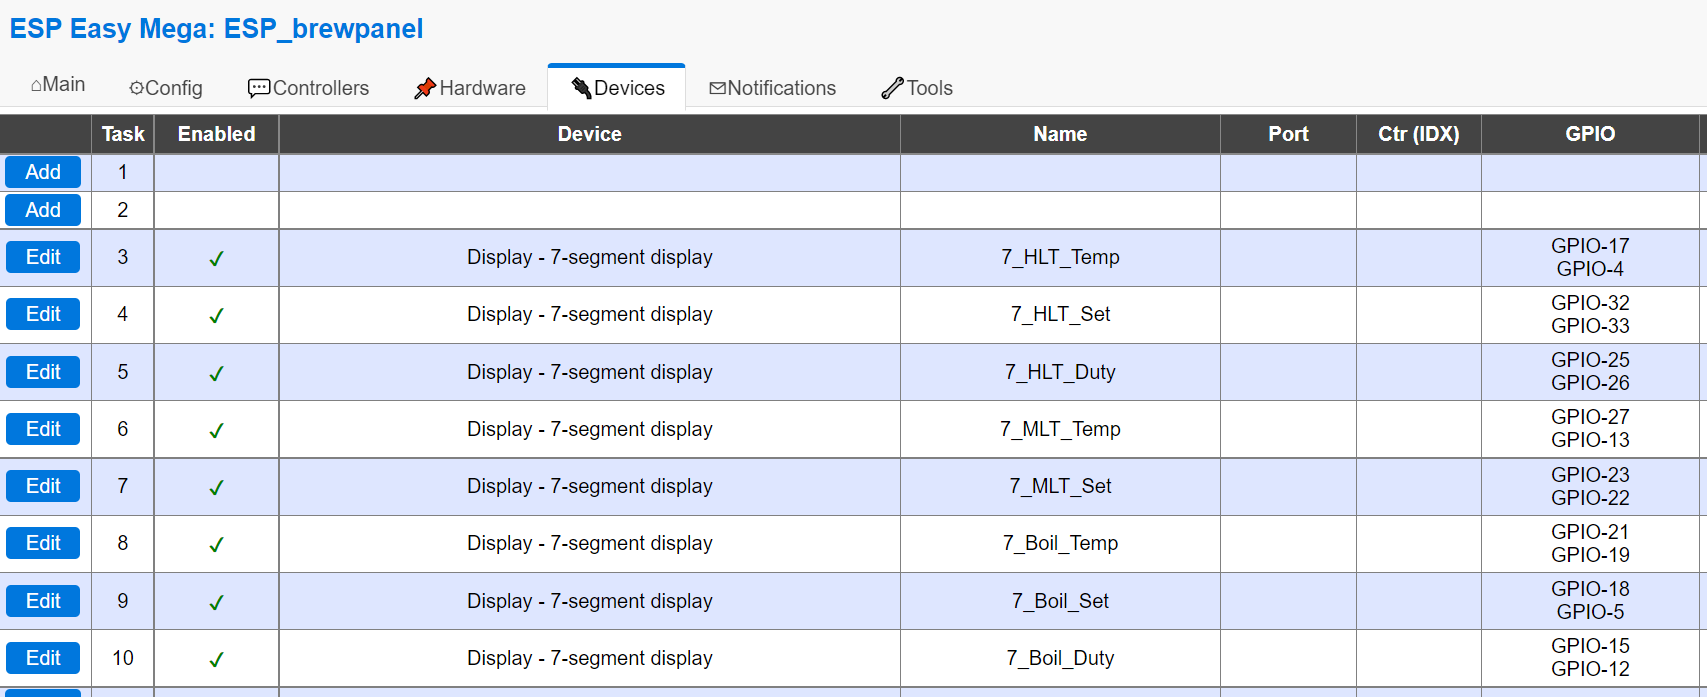 ESP Easy Mega: ESP_brewpanel
⌂Main ⚙Config 💬Controllers 📌Hardware 🔌Devices ✉Notifications 🔧Tools
Task Enabled Device Name Port Ctr (IDX) GPIO
Add 1
Add 2
Edit 3 ✓ Display - 7-segment display 7_HLT_Temp GPIO-17
GPIO-4
Edit 4 ✓ Display - 7-segment display 7_HLT_Set GPIO-32
GPIO-33
Edit 5 ✓ Display - 7-segment display 7_HLT_Duty GPIO-25
GPIO-26
Edit 6 ✓ Display - 7-segment display 7_MLT_Temp GPIO-27
GPIO-13
Edit 7 ✓ Display - 7-segment display 7_MLT_Set GPIO-23
GPIO-22
Edit 8 ✓ Display - 7-segment display 7_Boil_Temp GPIO-21
GPIO-19
Edit 9 ✓ Display - 7-segment display 7_Boil_Set GPIO-18
GPIO-5
Edit 10 ✓ Display - 7-segment display 7_Boil_Duty GPIO-15
GPIO-12